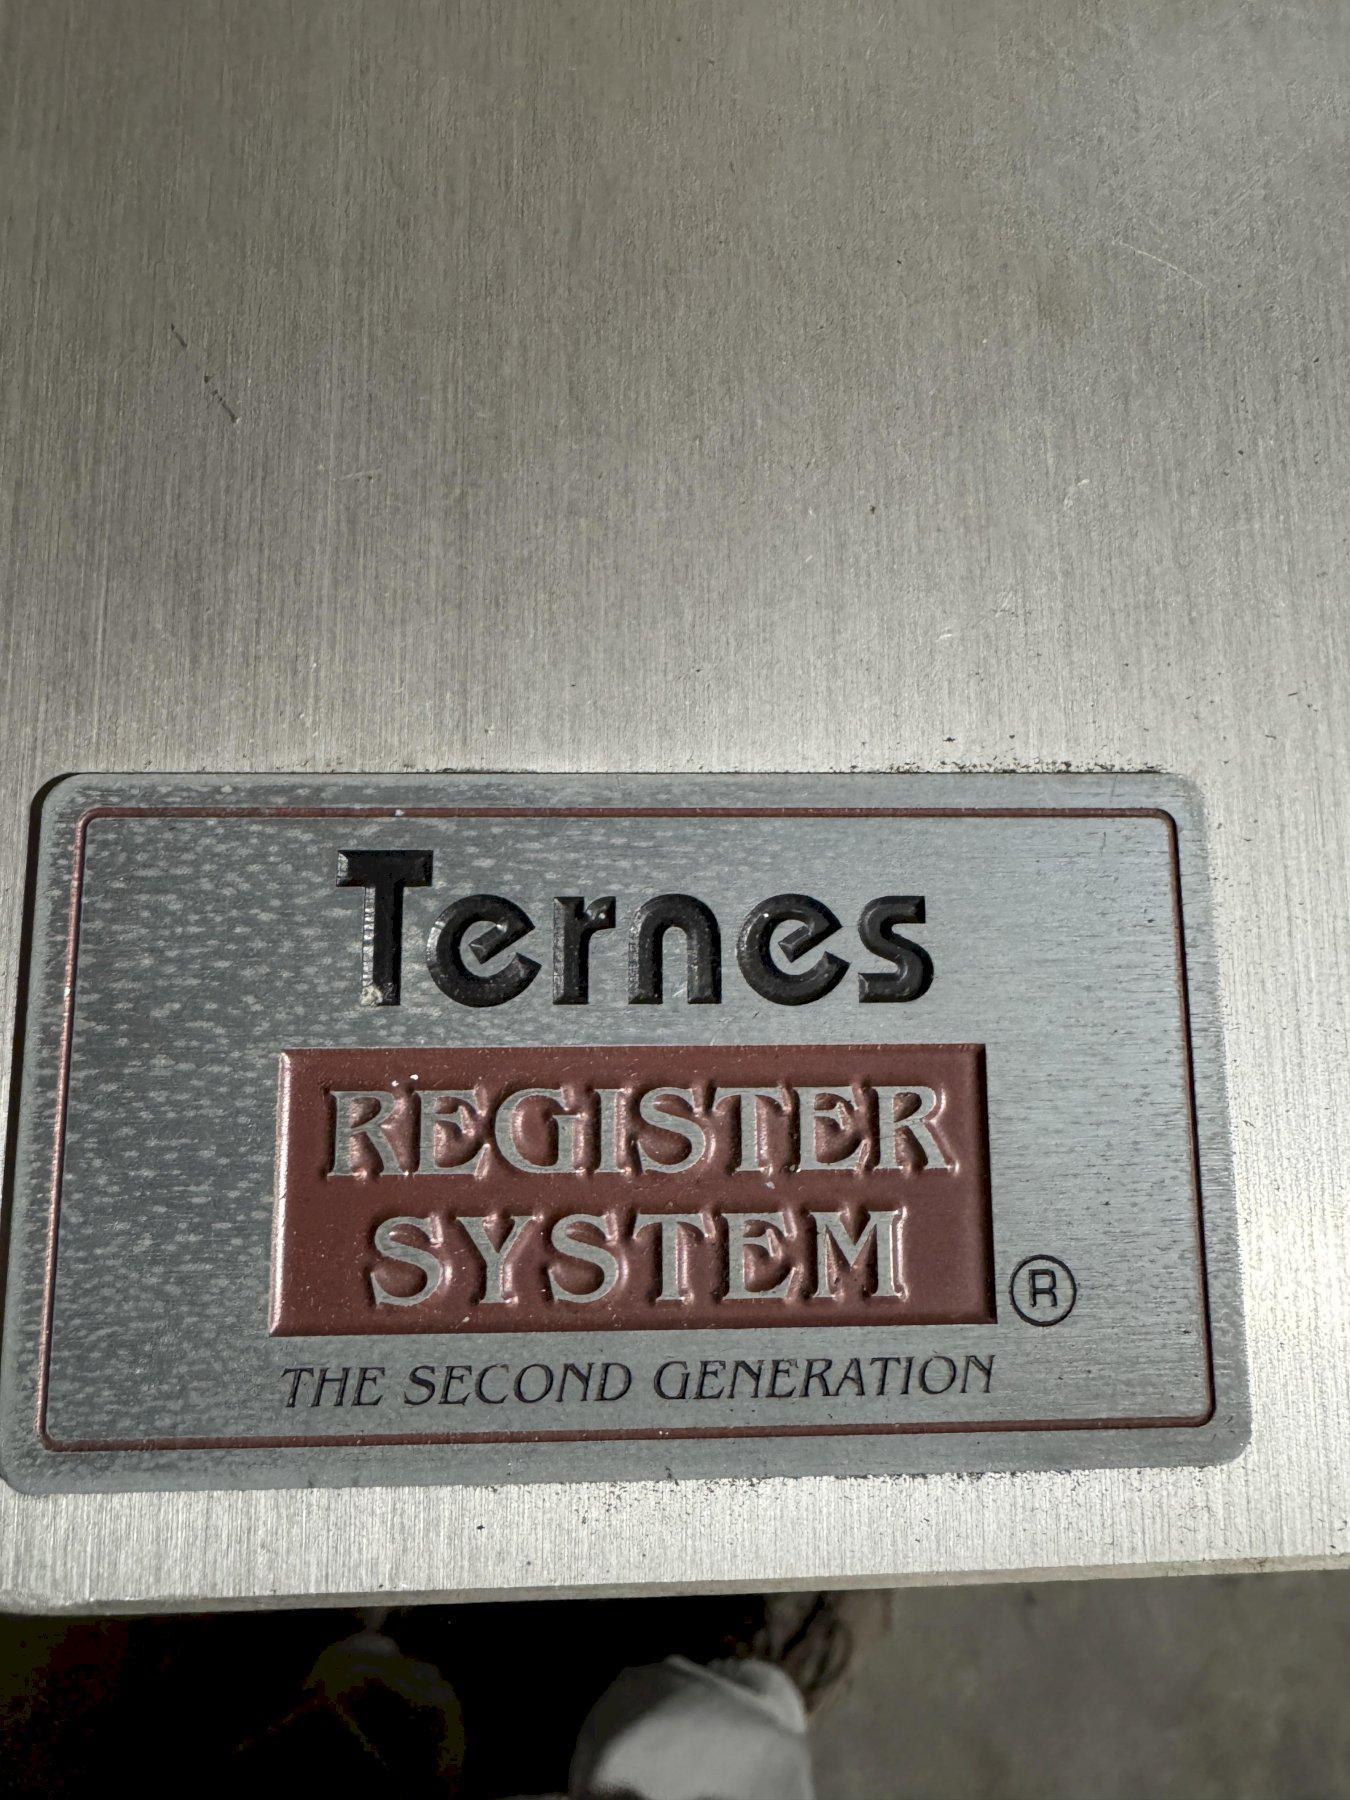 Ternes
REGISTER
SYSTEM
®
THE SECOND GENERATION